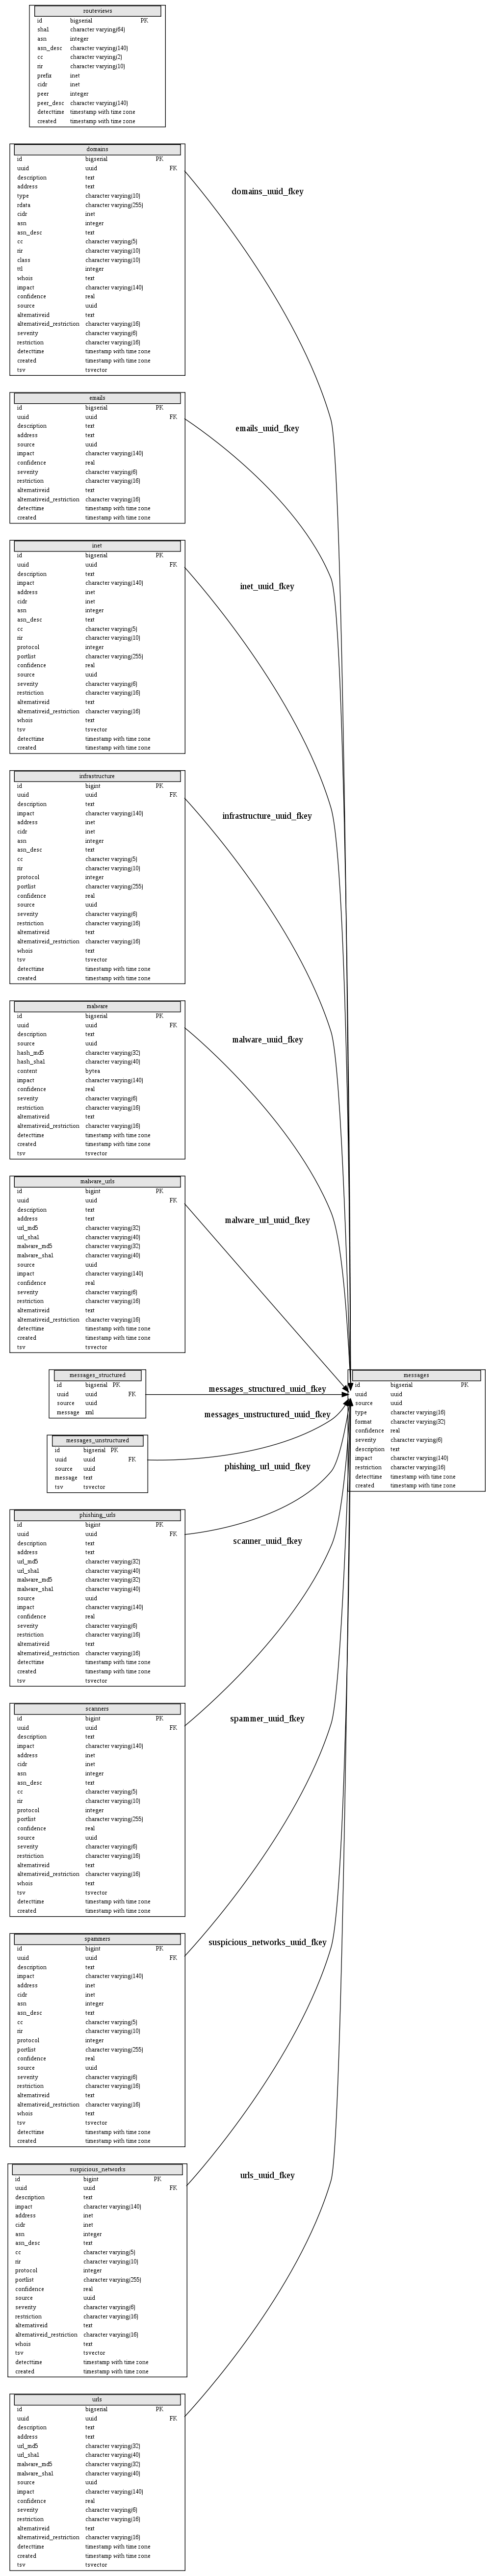 routeviews
id bigserial PK
sha1 character varying(64)
asn integer
asn_desc character varying(140)
cc character varying(2)
rir character varying(10)
prefix inet
cidr inet
peer integer
peer_desc character varying(140)
detecttime timestamp with time zone
created timestamp with time zone
domains
id bigserial PK
uuid uuid FK
description text
address text
type character varying(10)
rdata character varying(255)
cidr inet
asn integer
asn_desc text
cc character varying(5)
rir character varying(10)
class character varying(10)
ttl integer
whois text
impact character varying(140)
confidence real
source uuid
alternativeid text
alternativeid_restriction character varying(16)
severity character varying(6)
restriction character varying(16)
detecttime timestamp with time zone
created timestamp with time zone
tsv tsvector
domains_uuid_fkey
emails
id bigserial PK
uuid uuid FK
description text
address text
source uuid
impact character varying(140)
confidence real
severity character varying(6)
restriction character varying(16)
alternativeid text
alternativeid_restriction character varying(16)
detecttime timestamp with time zone
created timestamp with time zone
emails_uuid_fkey
inet
id bigserial PK
uuid uuid FK
description text
impact character varying(140)
address inet
cidr inet
asn integer
asn_desc text
cc character varying(5)
rir character varying(10)
protocol integer
portlist character varying(255)
confidence real
source uuid
severity character varying(6)
restriction character varying(16)
alternativeid text
alternativeid_restriction character varying(16)
whois text
tsv tsvector
detecttime timestamp with time zone
created timestamp with time zone
inet_uuid_fkey
infrastructure
id bigint PK
uuid uuid FK
description text
impact character varying(140)
address inet
cidr inet
asn integer
asn_desc text
cc character varying(5)
rir character varying(10)
protocol integer
portlist character varying(255)
confidence real
source uuid
severity character varying(6)
restriction character varying(16)
alternativeid text
alternativeid_restriction character varying(16)
whois text
tsv tsvector
detecttime timestamp with time zone
created timestamp with time zone
infrastructure_uuid_fkey
malware
id bigserial PK
uuid uuid FK
description text
source uuid
hash_md5 character varying(32)
hash_sha1 character varying(40)
content bytea
impact character varying(140)
confidence real
severity character varying(6)
restriction character varying(16)
alternativeid text
alternativeid_restriction character varying(16)
detecttime timestamp with time zone
created timestamp with time zone
tsv tsvector
malware_uuid_fkey
malware_urls
id bigint PK
uuid uuid FK
description text
address text
url_md5 character varying(32)
url_sha1 character varying(40)
malware_md5 character varying(32)
malware_sha1 character varying(40)
source uuid
impact character varying(140)
confidence real
severity character varying(6)
restriction character varying(16)
alternativeid text
alternativeid_restriction character varying(16)
detecttime timestamp with time zone
created timestamp with time zone
tsv tsvector
malware_url_uuid_fkey
messages_structured
id bigserial PK
uuid uuid FK
source uuid
message xml
messages_structured_uuid_fkey
messages
id bigserial PK
uuid uuid
source uuid
type character varying(16)
format character varying(32)
confidence real
severity character varying(6)
description text
impact character varying(140)
restriction character varying(16)
detecttime timestamp with time zone
created timestamp with time zone
messages_unstructured
id bigserial PK
uuid uuid FK
source uuid
message text
tsv tsvector
messages_unstructured_uuid_fkey
phishing_urls
id bigint PK
uuid uuid FK
description text
address text
url_md5 character varying(32)
url_sha1 character varying(40)
malware_md5 character varying(32)
malware_sha1 character varying(40)
source uuid
impact character varying(140)
confidence real
severity character varying(6)
restriction character varying(16)
alternativeid text
alternativeid_restriction character varying(16)
detecttime timestamp with time zone
created timestamp with time zone
tsv tsvector
phishing_url_uuid_fkey
scanners
id bigint PK
uuid uuid FK
description text
impact character varying(140)
address inet
cidr inet
asn integer
asn_desc text
cc character varying(5)
rir character varying(10)
protocol integer
portlist character varying(255)
confidence real
source uuid
severity character varying(6)
restriction character varying(16)
alternativeid text
alternativeid_restriction character varying(16)
whois text
tsv tsvector
detecttime timestamp with time zone
created timestamp with time zone
scanner_uuid_fkey
spammers
id bigint PK
uuid uuid FK
description text
impact character varying(140)
address inet
cidr inet
asn integer
asn_desc text
cc character varying(5)
rir character varying(10)
protocol integer
portlist character varying(255)
confidence real
source uuid
severity character varying(6)
restriction character varying(16)
alternativeid text
alternativeid_restriction character varying(16)
whois text
tsv tsvector
detecttime timestamp with time zone
created timestamp with time zone
spammer_uuid_fkey
suspicious_networks
id bigint PK
uuid uuid FK
description text
impact character varying(140)
address inet
cidr inet
asn integer
asn_desc text
cc character varying(5)
rir character varying(10)
protocol integer
portlist character varying(255)
confidence real
source uuid
severity character varying(6)
restriction character varying(16)
alternativeid text
alternativeid_restriction character varying(16)
whois text
tsv tsvector
detecttime timestamp with time zone
created timestamp with time zone
suspicious_networks_uuid_fkey
urls
id bigserial PK
uuid uuid FK
description text
address text
url_md5 character varying(32)
url_sha1 character varying(40)
malware_md5 character varying(32)
malware_sha1 character varying(40)
source uuid
impact character varying(140)
confidence real
severity character varying(6)
restriction character varying(16)
alternativeid text
alternativeid_restriction character varying(16)
detecttime timestamp with time zone
created timestamp with time zone
tsv tsvector
urls_uuid_fkey